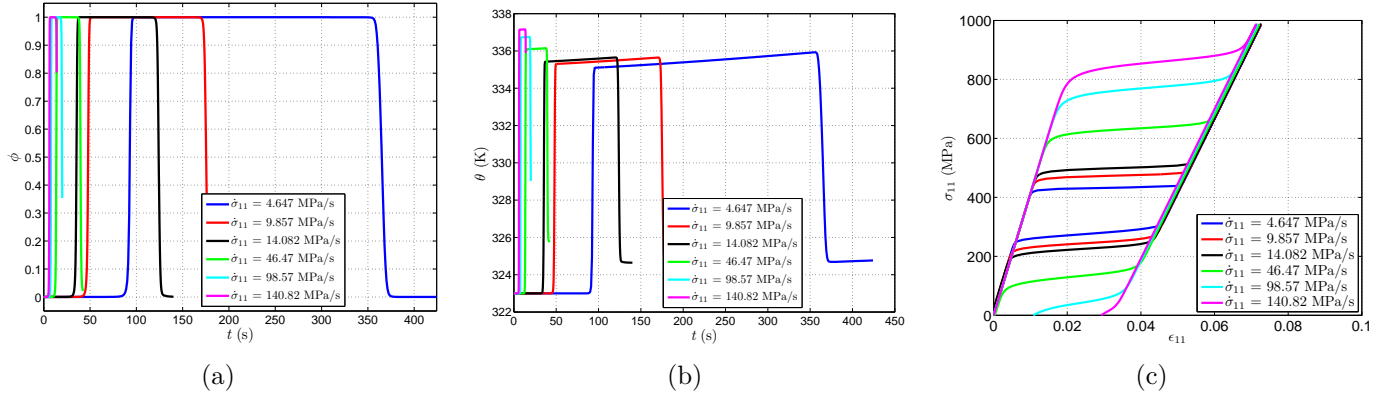 1
0.9
0.8
0.7
0.6
0.5
0.4
0.3
0.2
0.1
0
ϕ
0 50 100 150 200 250 300 350 400
t (s)
σ̇₁₁ = 4.647 MPa/s
σ̇₁₁ = 9.857 MPa/s
σ̇₁₁ = 14.082 MPa/s
σ̇₁₁ = 46.47 MPa/s
σ̇₁₁ = 98.57 MPa/s
σ̇₁₁ = 140.82 MPa/s
(a)
338
336
334
332
330
328
326
324
322
θ (K)
0 50 100 150 200 250 300 350 400 450
t (s)
σ̇₁₁ = 4.647 MPa/s
σ̇₁₁ = 9.857 MPa/s
σ̇₁₁ = 14.082 MPa/s
σ̇₁₁ = 46.47 MPa/s
σ̇₁₁ = 98.57 MPa/s
σ̇₁₁ = 140.82 MPa/s
(b)
1000
800
600
400
200
0
σ₁₁ (MPa)
0 0.02 0.04 0.06 0.08 0.1
ϵ₁₁
σ̇₁₁ = 4.647 MPa/s
σ̇₁₁ = 9.857 MPa/s
σ̇₁₁ = 14.082 MPa/s
σ̇₁₁ = 46.47 MPa/s
σ̇₁₁ = 98.57 MPa/s
σ̇₁₁ = 140.82 MPa/s
(c)